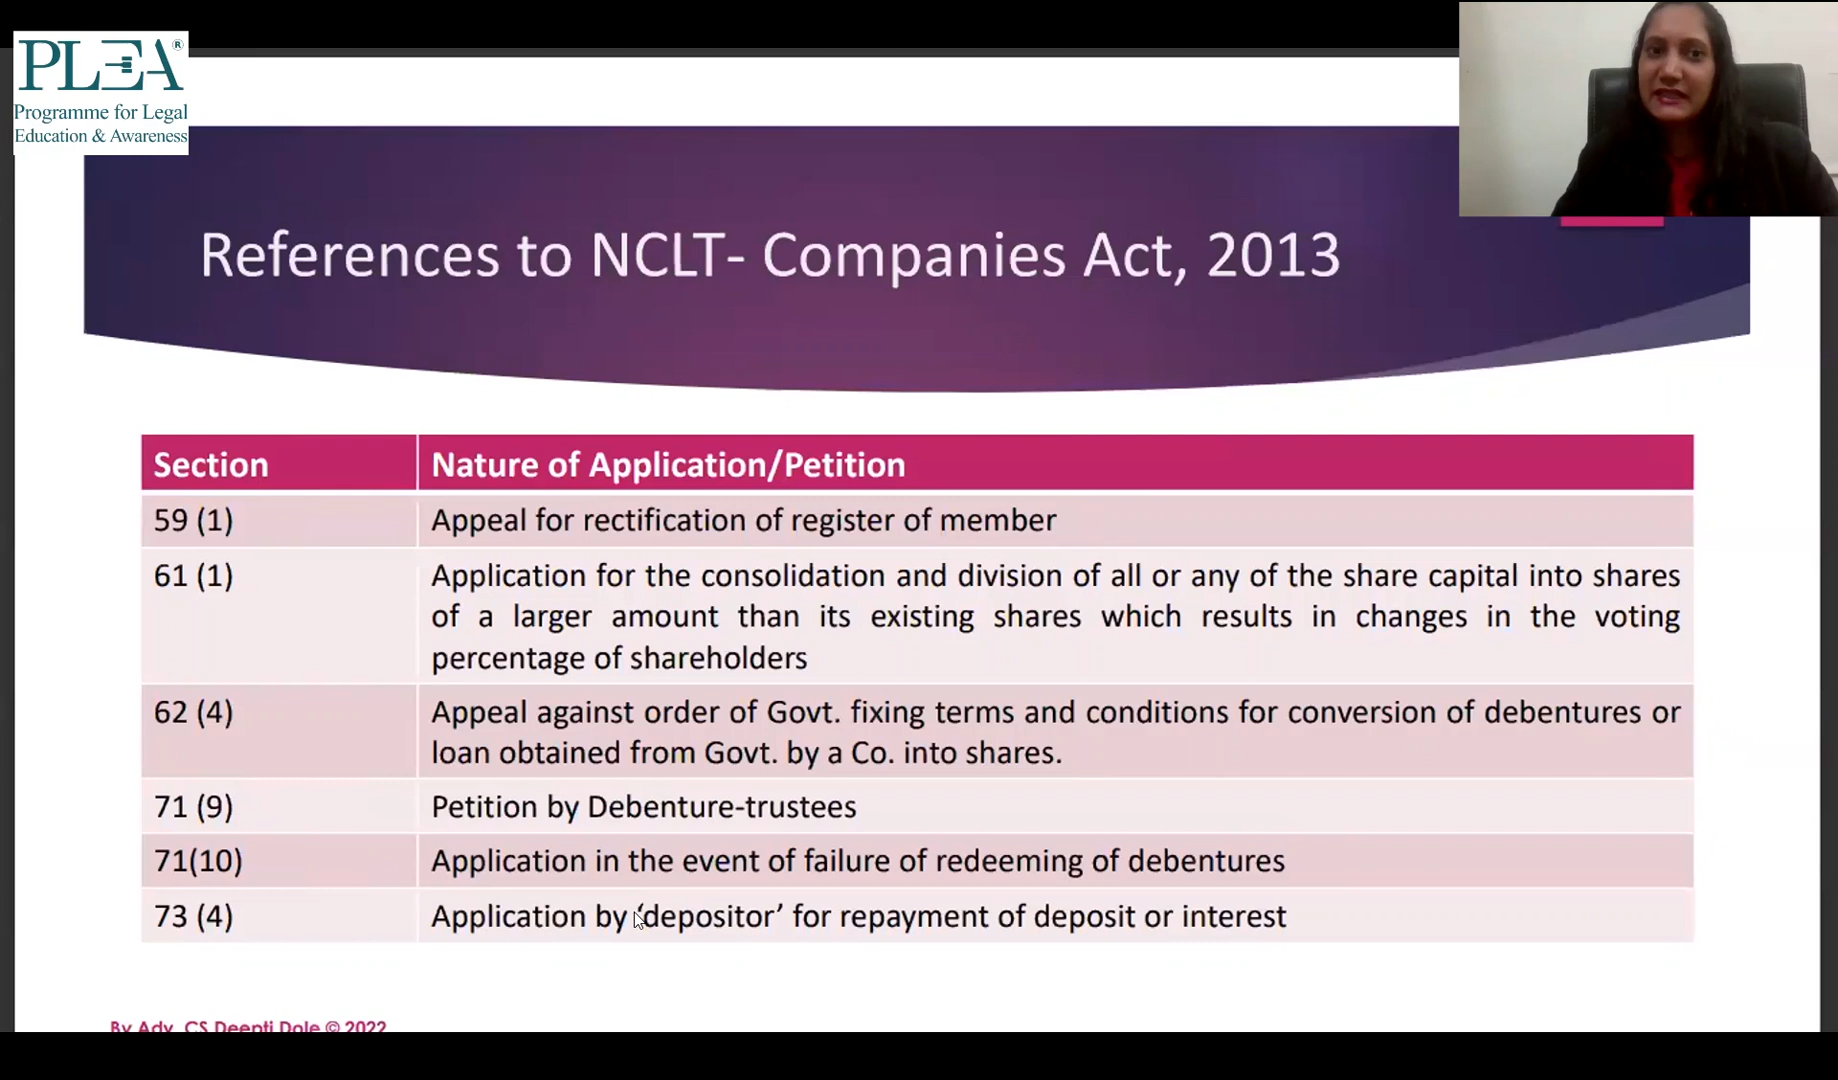 PLEA®
Programme for Legal
Education & Awareness
References to NCLT- Companies Act, 2013
Section Nature of Application/Petition
59 (1) Appeal for rectification of register of member
61 (1) Application for the consolidation and division of all or any of the share capital into shares
of a larger amount than its existing shares which results in changes in the voting
percentage of shareholders
62 (4) Appeal against order of Govt. fixing terms and conditions for conversion of debentures or
loan obtained from Govt. by a Co. into shares.
71 (9) Petition by Debenture-trustees
71(10) Application in the event of failure of redeeming of debentures
73 (4) Application by ‘depositor’ for repayment of deposit or interest
By Adv. CS Deepti Dole © 2022